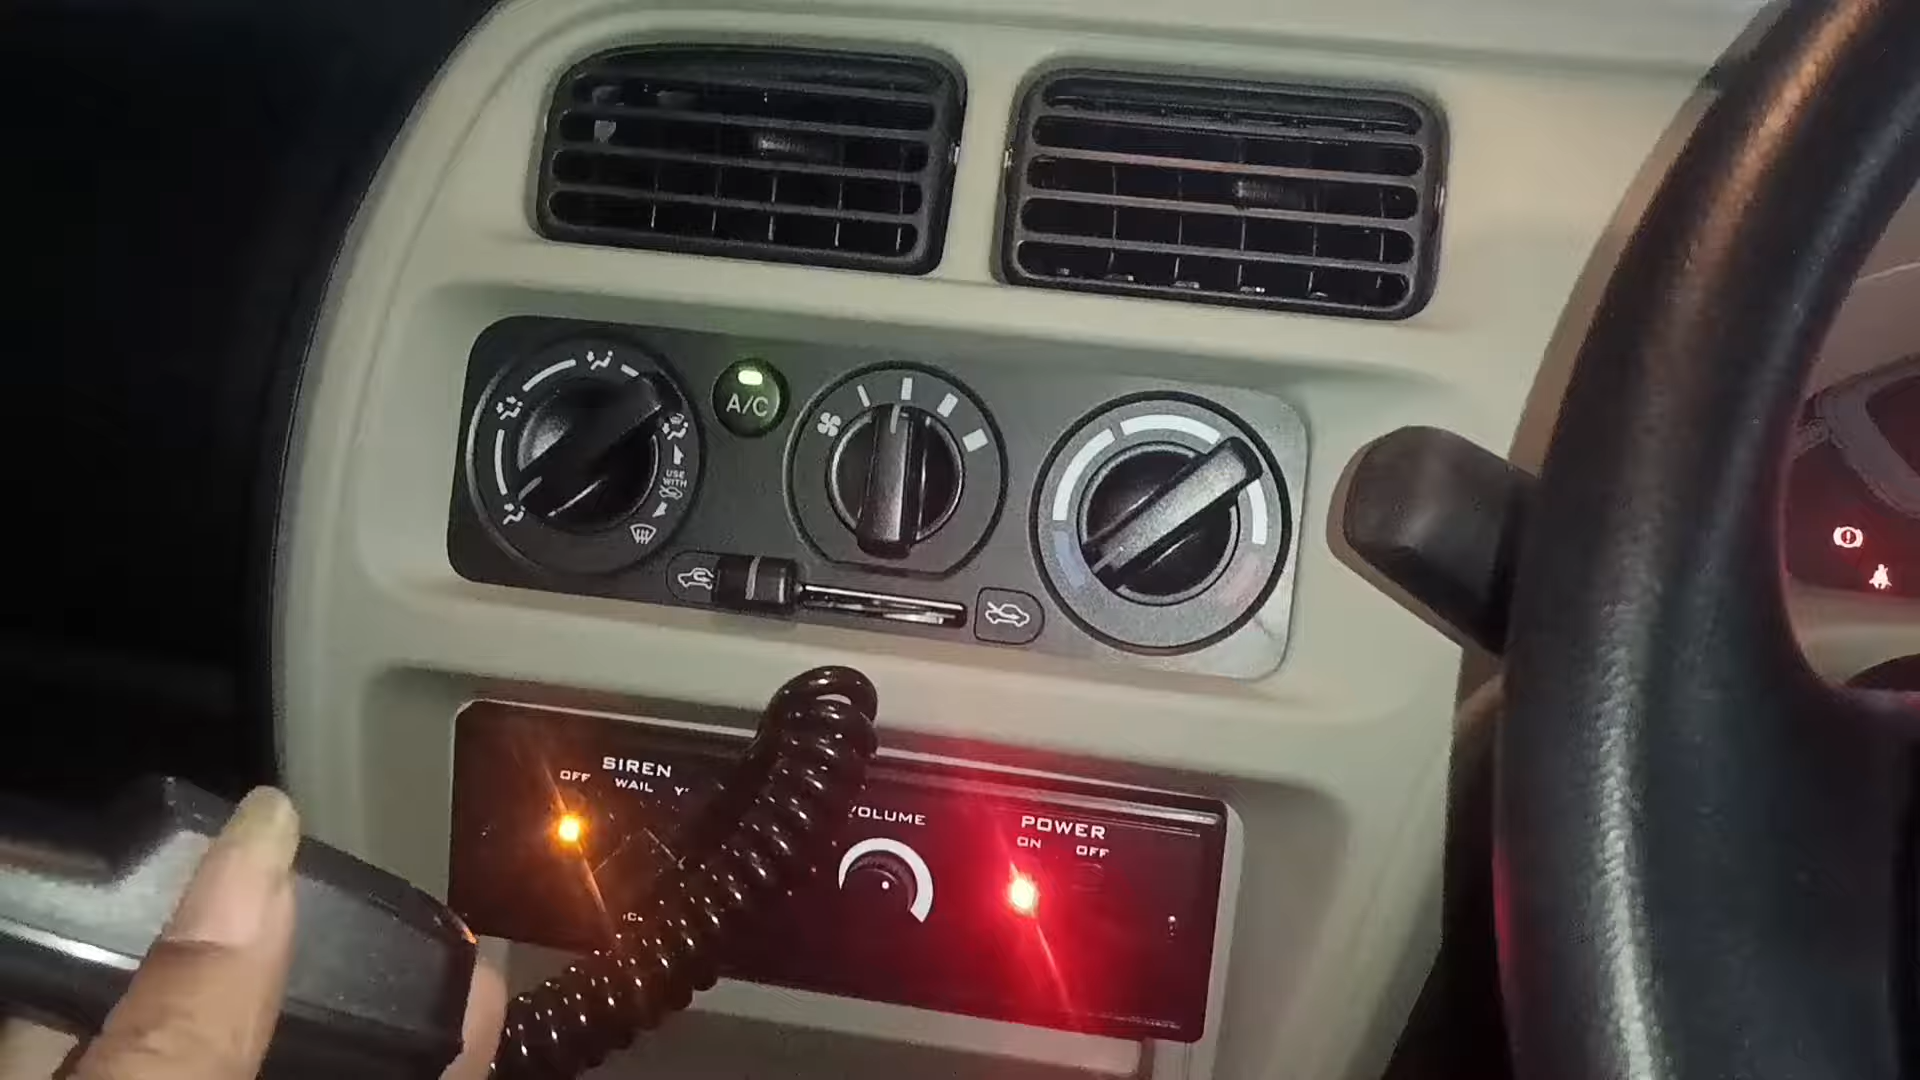 A/C
USE
WITH
SIREN
OFF WAIL
VOLUME
POWER
ON OFF